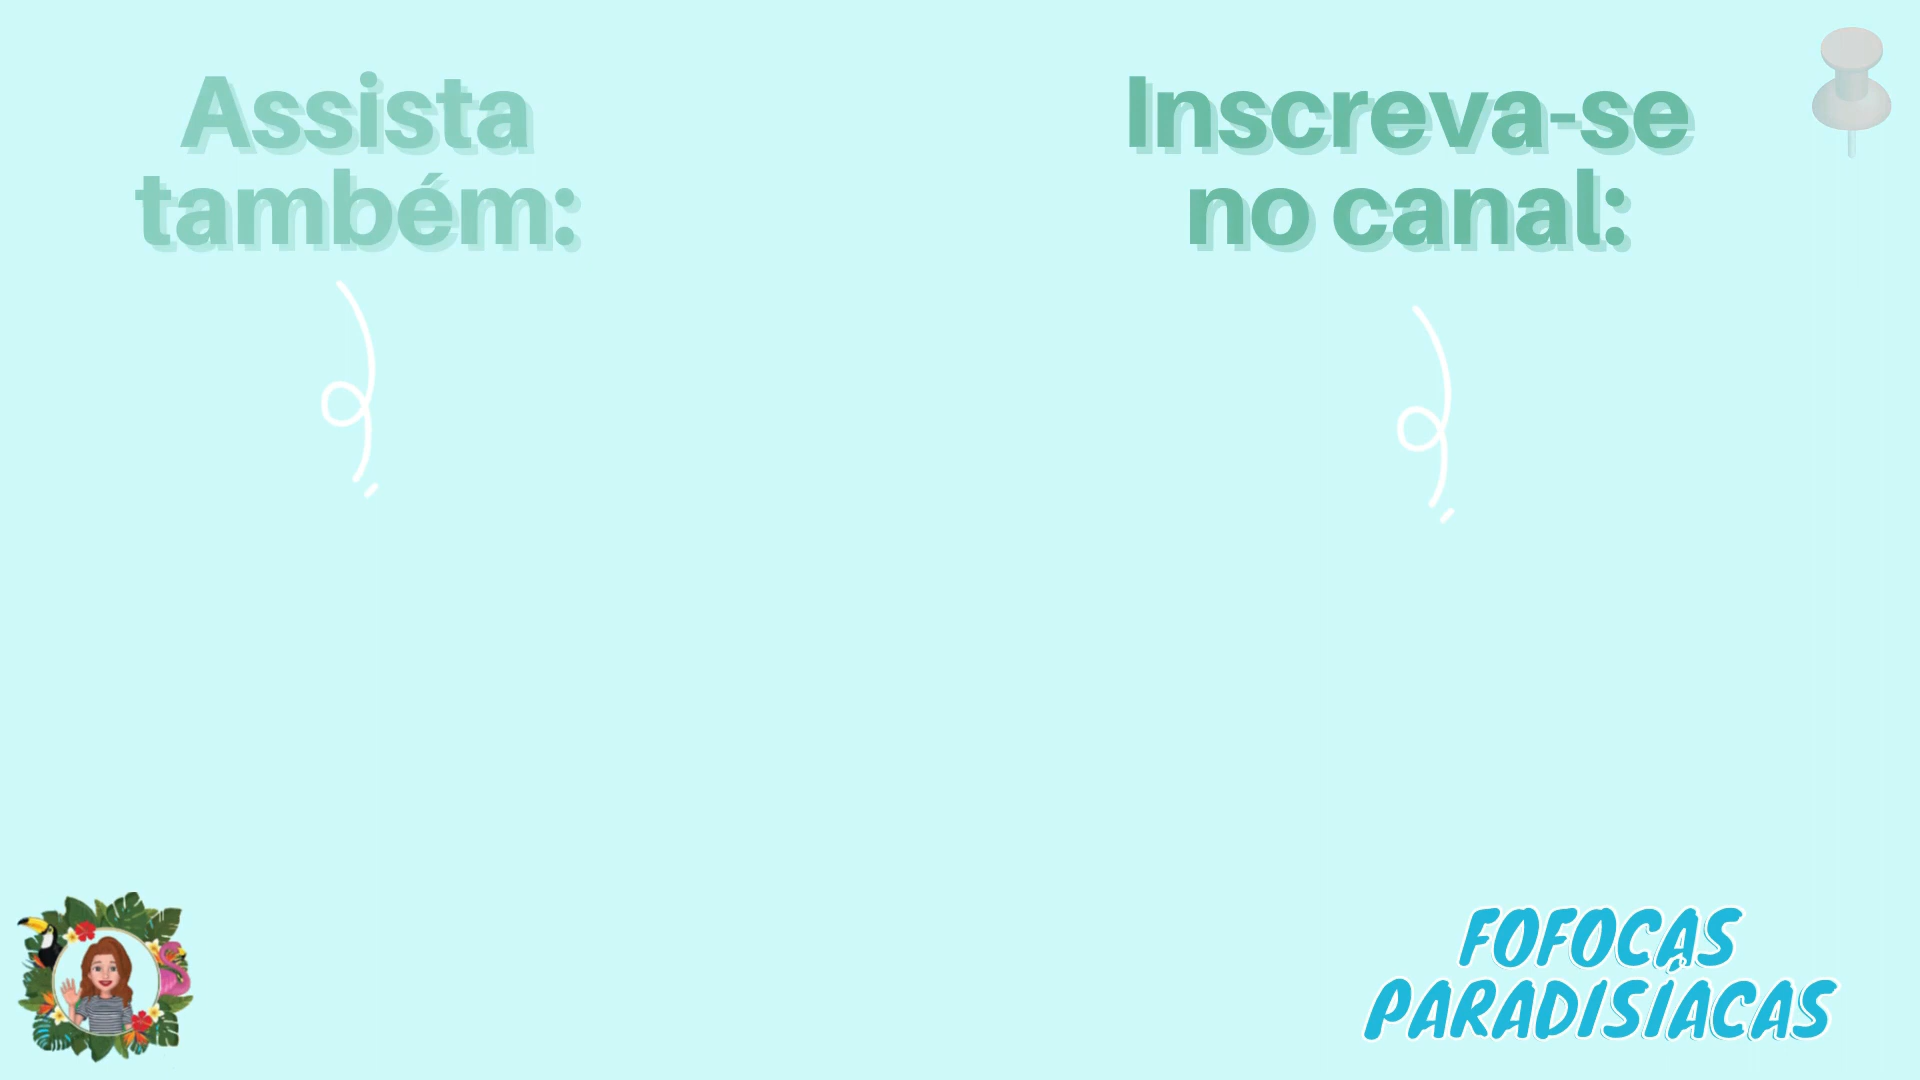 Assista
também:
Inscreva-se
no canal:
FOFOCAS
PARADISÍACAS